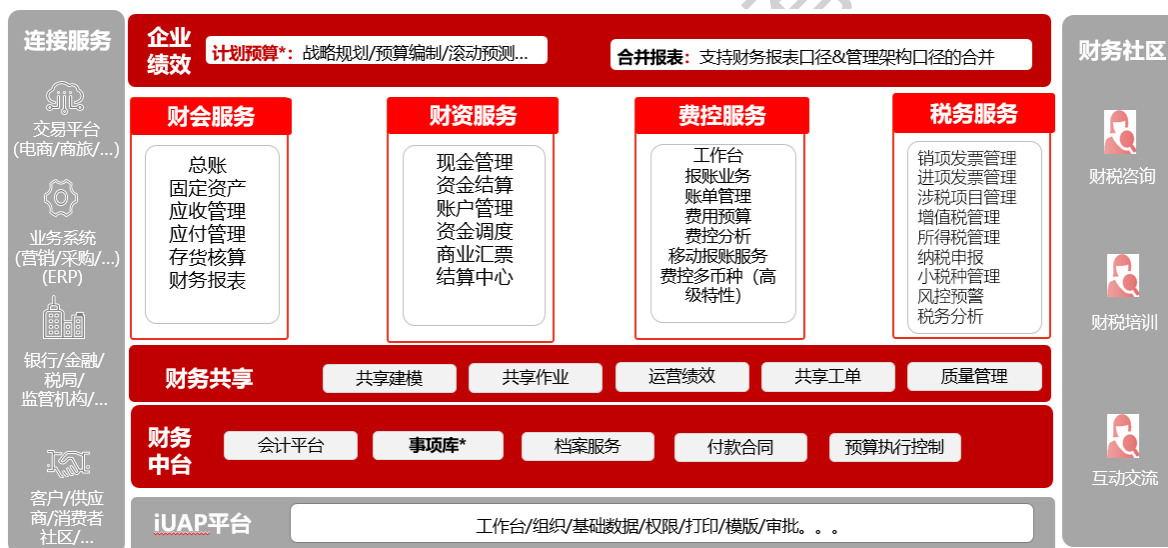 连接服务
交易平台
(电商/商旅/...)
业务系统
(营销/采购/...)
(ERP)
银行/金融/
税局/
监管机构/...
客户/供应
商/消费者
社区/...
企业
绩效
计划预算*：战略规划/预算编制/滚动预测...
合并报表：支持财务报表口径&管理架构口径的合并
财会服务
总账
固定资产
应收管理
应付管理
存货核算
财务报表
财资服务
现金管理
资金结算
账户管理
资金调度
商业汇票
结算中心
费控服务
工作台
报账业务
账单管理
费用预算
费控分析
移动报账服务
费控多币种（高
级特性）
税务服务
销项发票管理
进项发票管理
涉税项目管理
增值税管理
所得税管理
纳税申报
小税种管理
风控预警
税务分析
财务共享
共享建模
共享作业
运营绩效
共享工单
质量管理
财务
中台
会计平台
事项库*
档案服务
付款合同
预算执行控制
iUAP平台
工作台/组织/基础数据/权限/打印/模版/审批。。。
财务社区
财税咨询
财税培训
互动交流